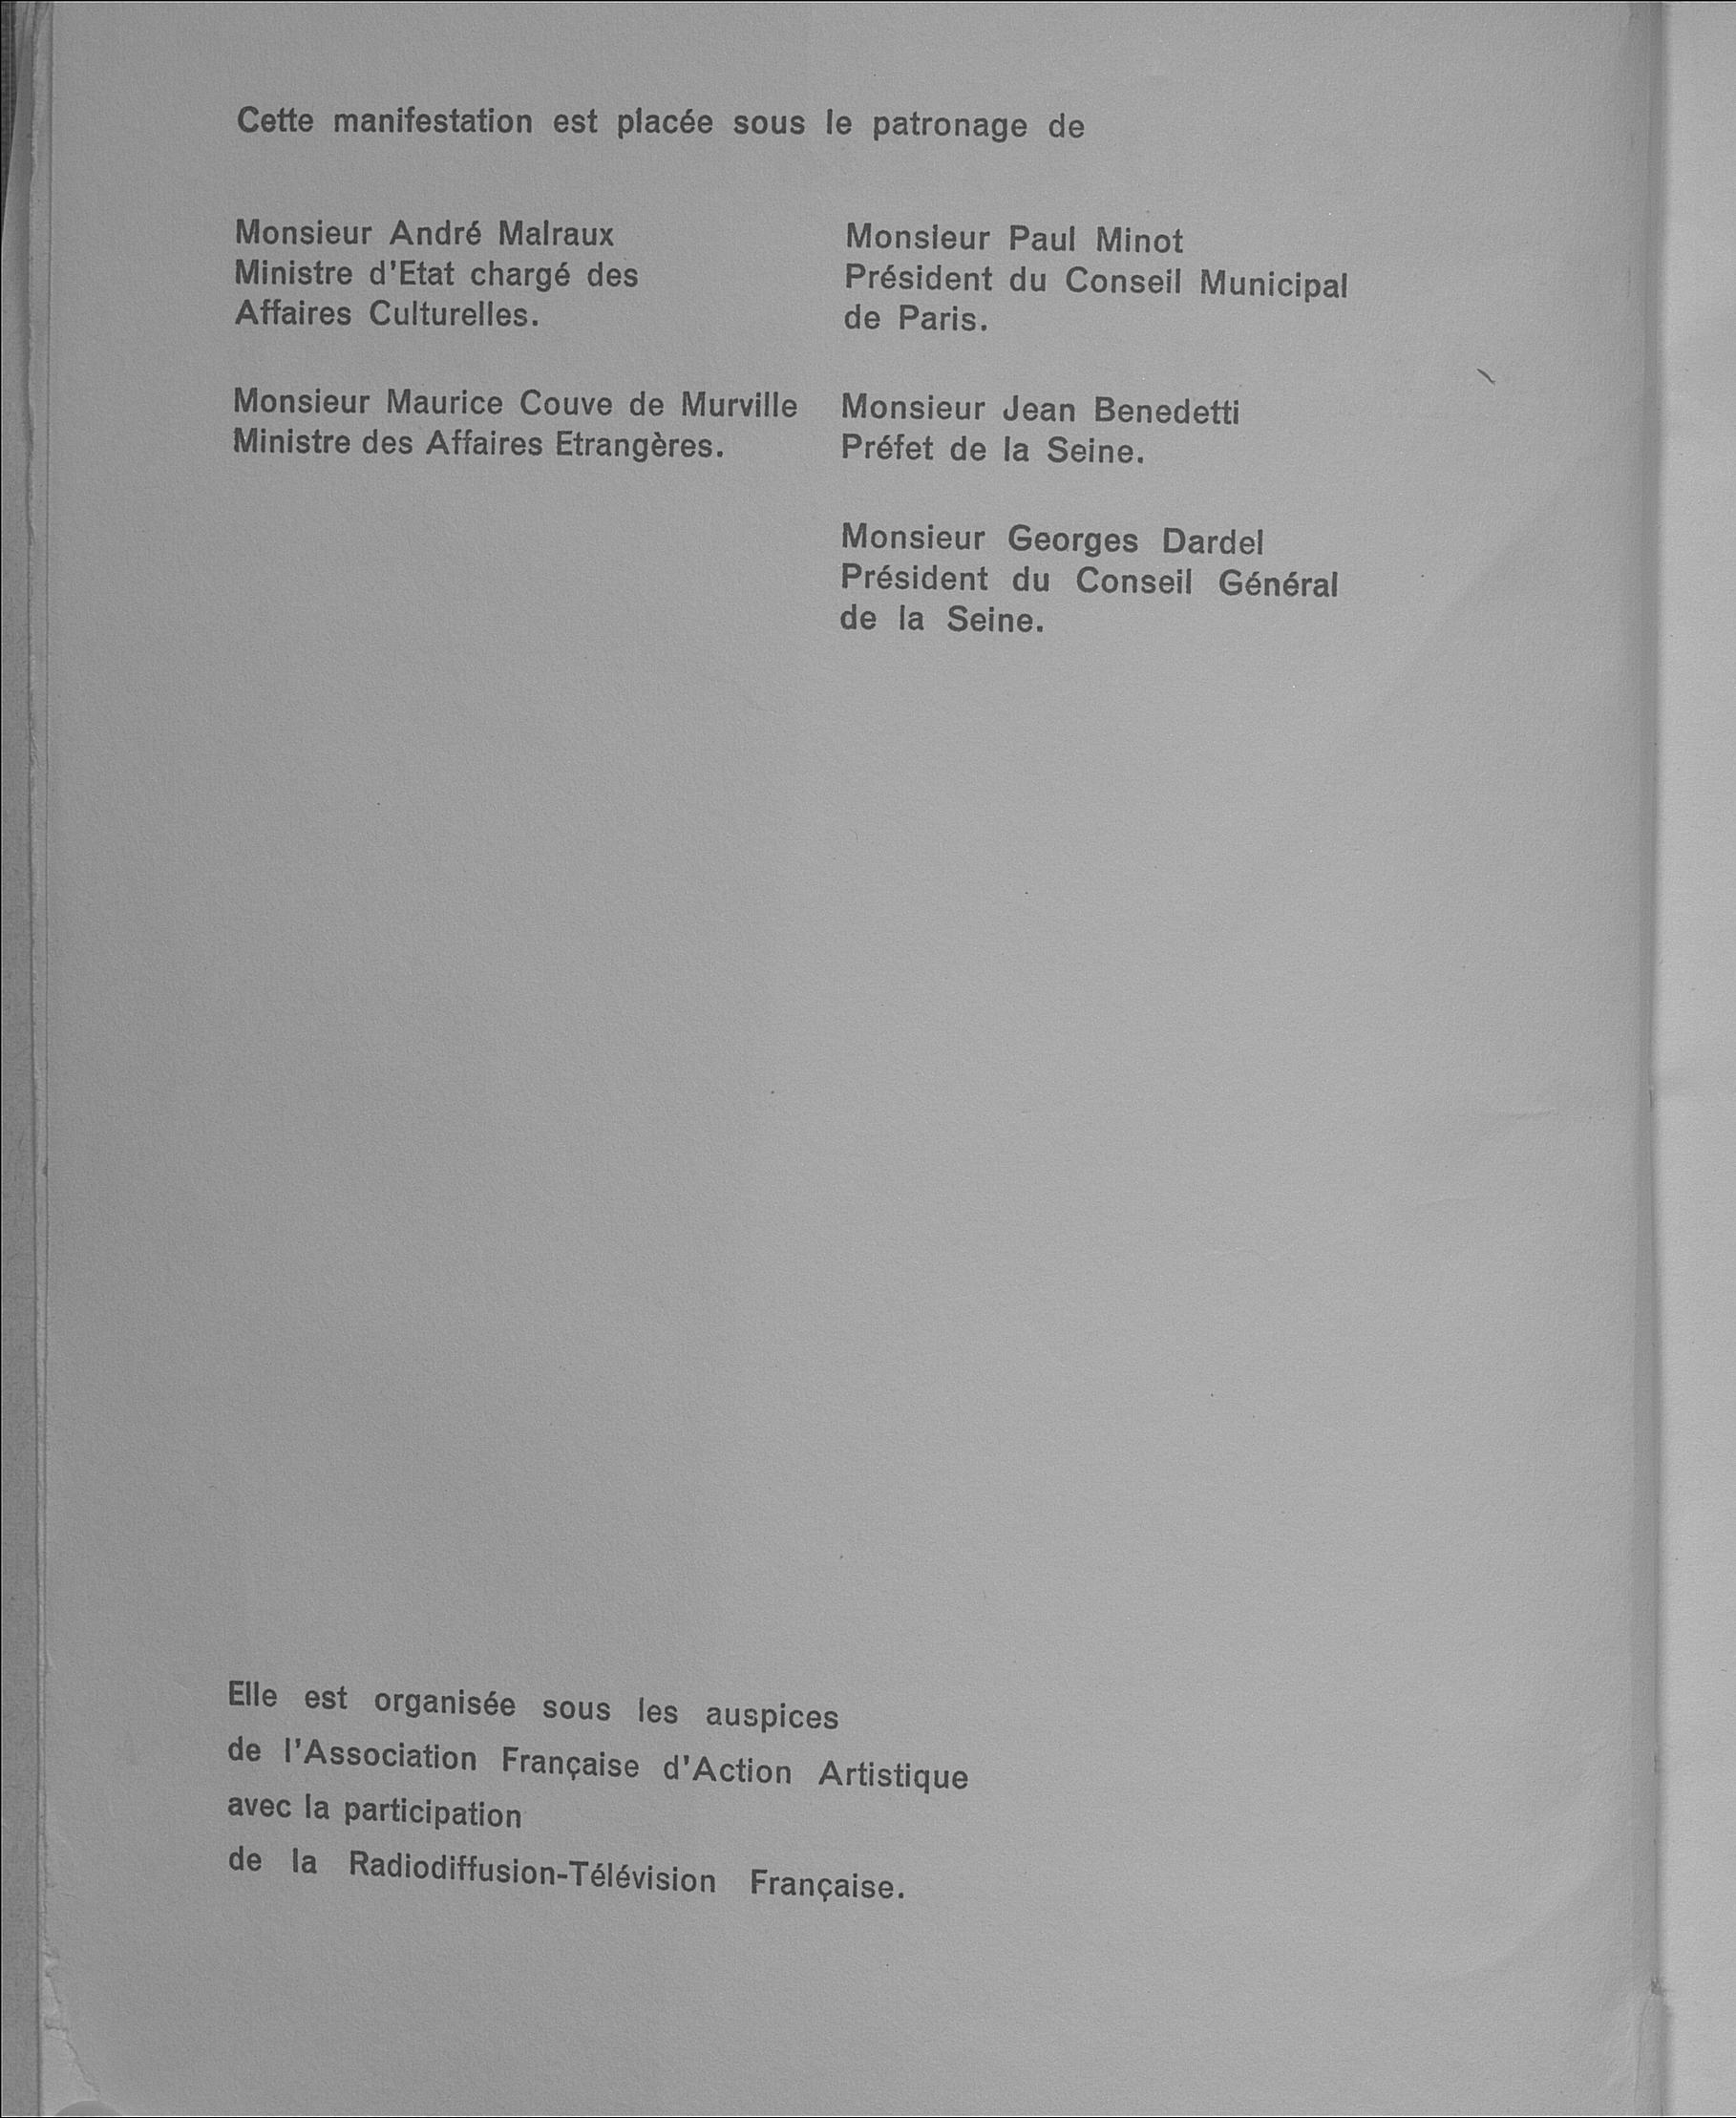 Cette manifestation est placée sous le patronage de
Monsieur André Malraux
Ministre d'Etat chargé des
Affaires Culturelles.
Monsieur Maurice Couve de Murville
Ministre des Affaires Etrangères.
Monsieur Paul Minot
Président du Conseil Municipal
de Paris.
Monsieur Jean Benedetti
Préfet de la Seine.
Monsieur Georges Dardel
Président du Conseil Général
de la Seine.
Elle est organisée sous les auspices
de l'Association Française d'Action Artistique
avec la participation
de la Radiodiffusion-Télévision Française.